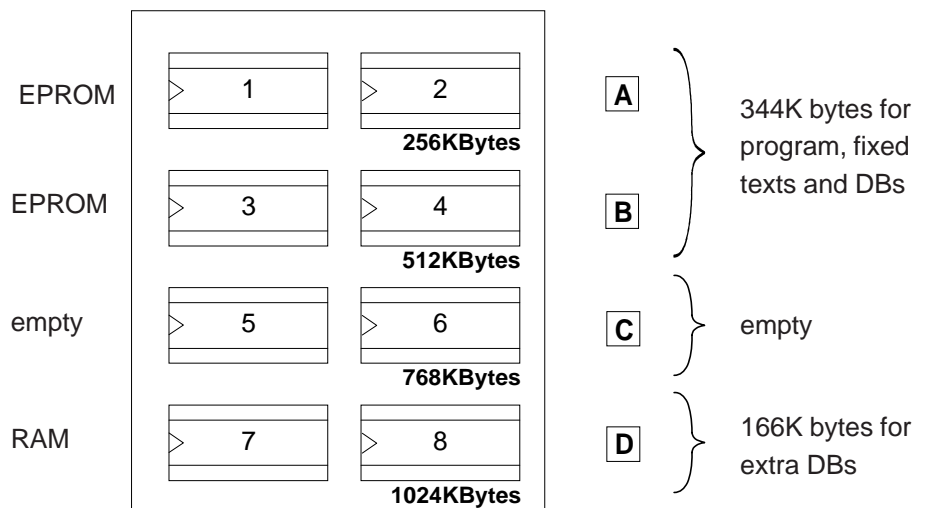 EPROM
1
2
A
256KBytes
344K bytes for
program, fixed
texts and DBs
EPROM
3
4
B
512KBytes
empty
5
6
C
empty
768KBytes
RAM
7
8
D
166K bytes for
extra DBs
1024KBytes